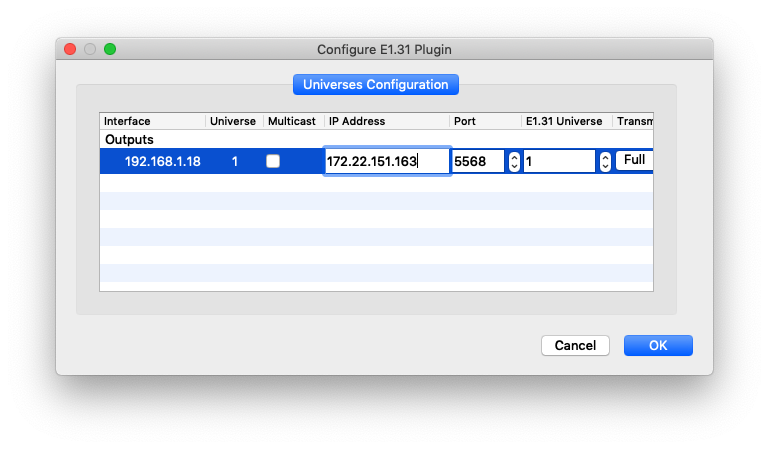 Configure E1.31 Plugin
Universes Configuration
Interface Universe Multicast IP Address Port E1.31 Universe Transm
Outputs
192.168.1.18 1 172.22.151.163 5568 1 Full
Cancel OK